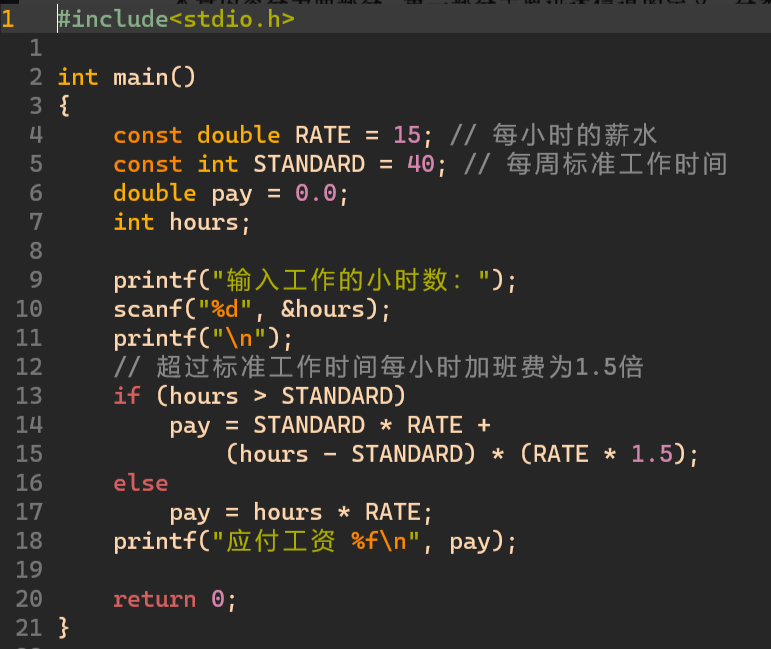 1 #include<stdio.h>
1
2 int main()
3 {
4     const double RATE = 15; // 每小时的薪水
5     const int STANDARD = 40; // 每周标准工作时间
6     double pay = 0.0;
7     int hours;
8
9     printf("输入工作的小时数: ");
10     scanf("%d", &hours);
11     printf("\n");
12     // 超过标准工作时间每小时加班费为1.5倍
13     if (hours > STANDARD)
14         pay = STANDARD * RATE +
15             (hours - STANDARD) * (RATE * 1.5);
16     else
17         pay = hours * RATE;
18     printf("应付工资 %f\n", pay);
19
20     return 0;
21 }